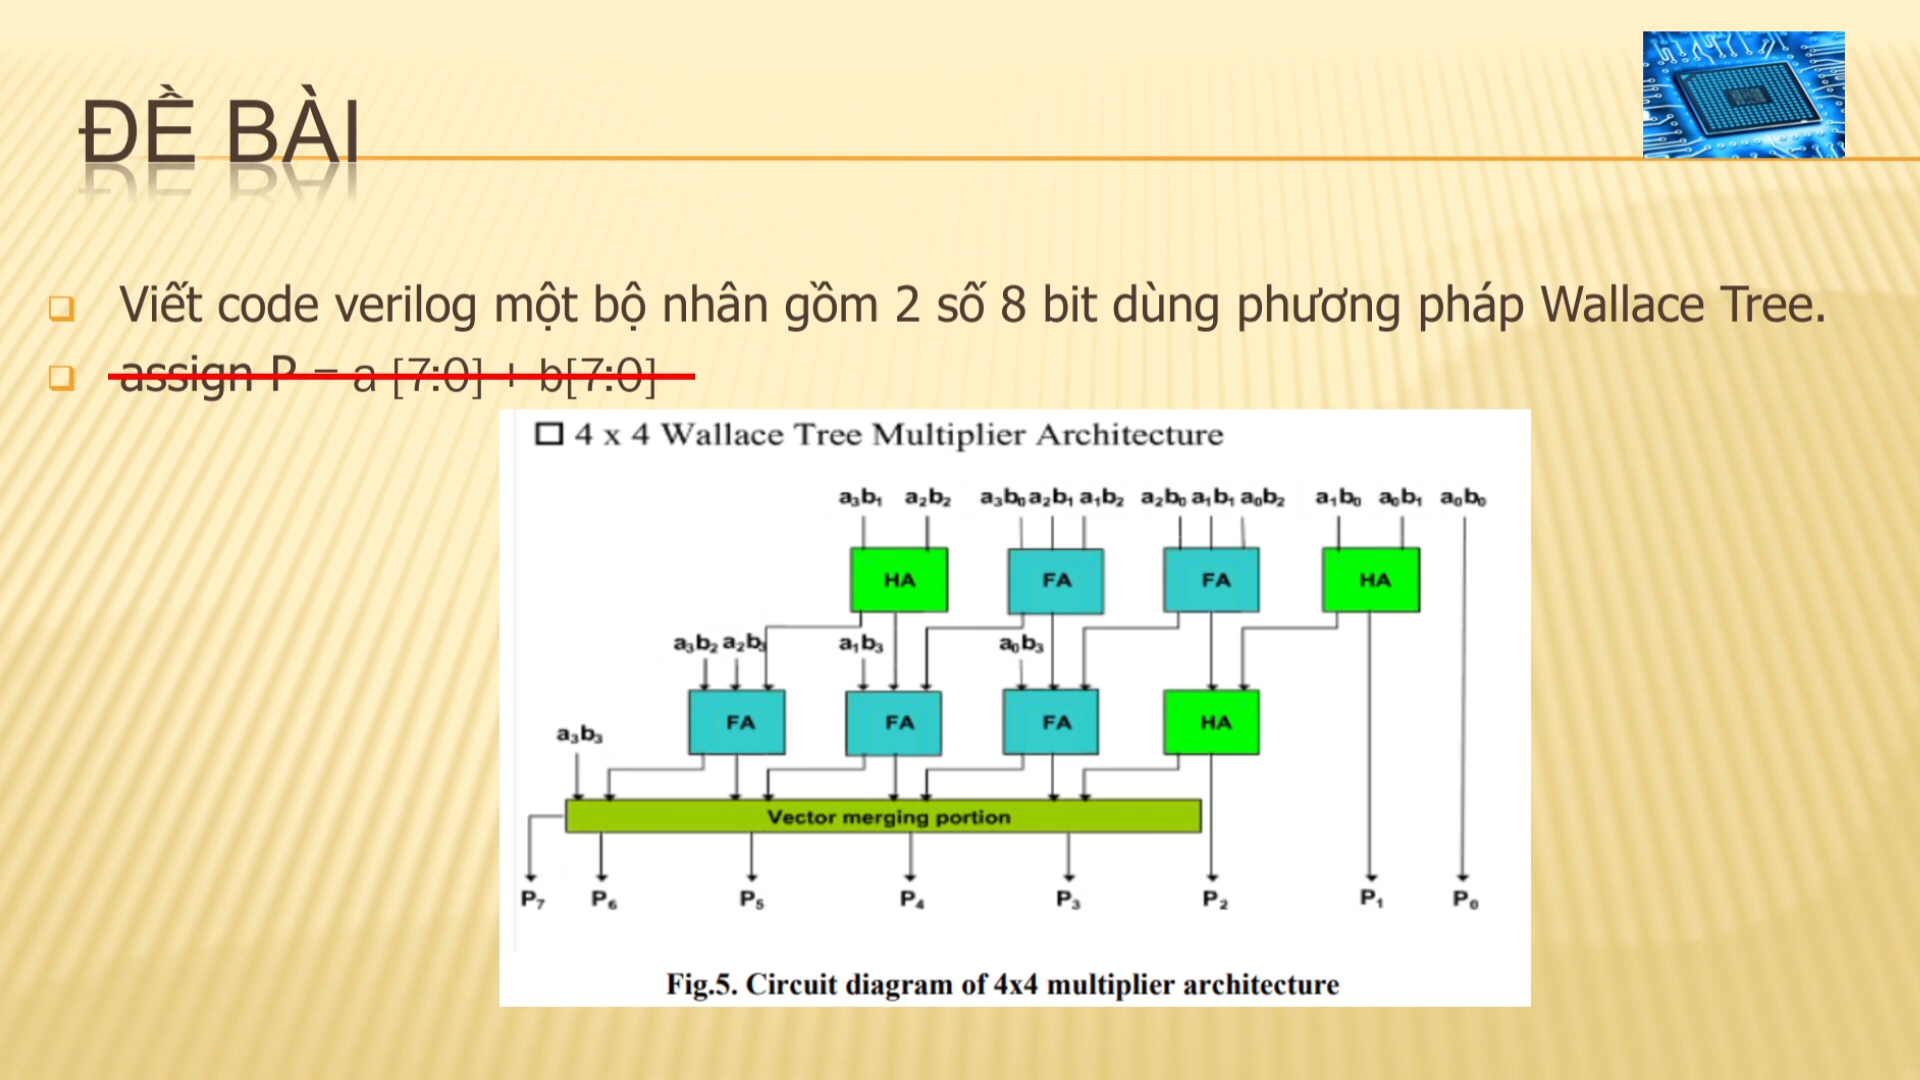 ĐỀ BÀI
Viết code verilog một bộ nhân gồm 2 số 8 bit dùng phương pháp Wallace Tree.
assign P = a [7:0] + b[7:0]
4 x 4 Wallace Tree Multiplier Architecture
a₃b₁ a₂b₂ a₃b₀ a₂b₁ a₁b₂ a₂b₀ a₁b₁ a₀b₂ a₁b₀ a₀b₁ a₀b₀
HA FA FA HA
a₃b₂ a₂b₃ a₁b₃ a₀b₃
FA FA FA HA
a₃b₃
Vector merging portion
P₇ P₆ P₅ P₄ P₃ P₂ P₁ P₀
Fig.5. Circuit diagram of 4x4 multiplier architecture